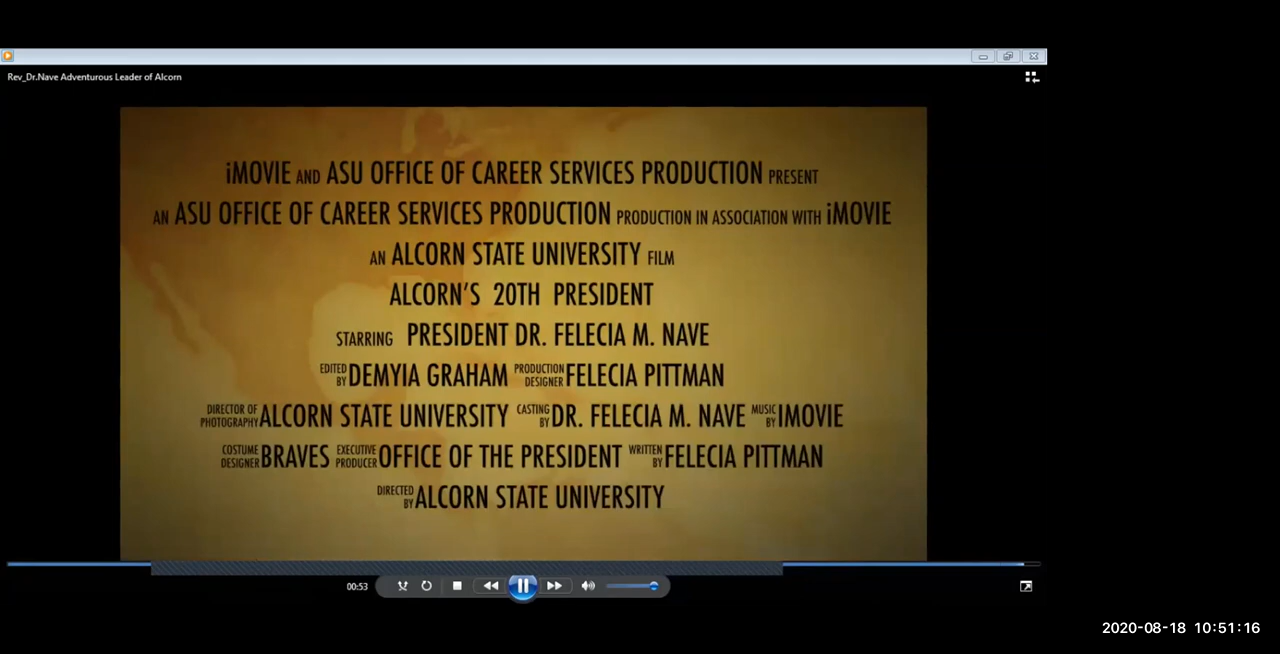 Rev_Dr.Nave Adventurous Leader of Alcorn
iMOVIE AND ASU OFFICE OF CAREER SERVICES PRODUCTION PRESENT
AN ASU OFFICE OF CAREER SERVICES PRODUCTION PRODUCTION IN ASSOCIATION WITH iMOVIE
AN ALCORN STATE UNIVERSITY FILM
ALCORN'S 20TH PRESIDENT
STARRING PRESIDENT DR. FELECIA M. NAVE
EDITED BY DEMYIA GRAHAM PRODUCTION DESIGNER FELECIA PITTMAN
DIRECTOR OF PHOTOGRAPHY ALCORN STATE UNIVERSITY CASTING BY DR. FELECIA M. NAVE MUSIC BY IMOVIE
COSTUME DESIGNER BRAVES EXECUTIVE PRODUCER OFFICE OF THE PRESIDENT WRITTEN BY FELECIA PITTMAN
DIRECTED BY ALCORN STATE UNIVERSITY
00:53
2020-08-18 10:51:16